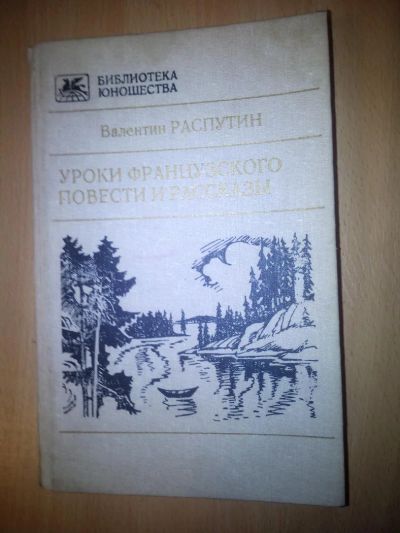 БИБЛИОТЕКА
ЮНОШЕСТВА
Валентин РАСПУТИН
УРОКИ ФРАНЦУЗСКОГО
ПОВЕСТИ И РАССКАЗЫ